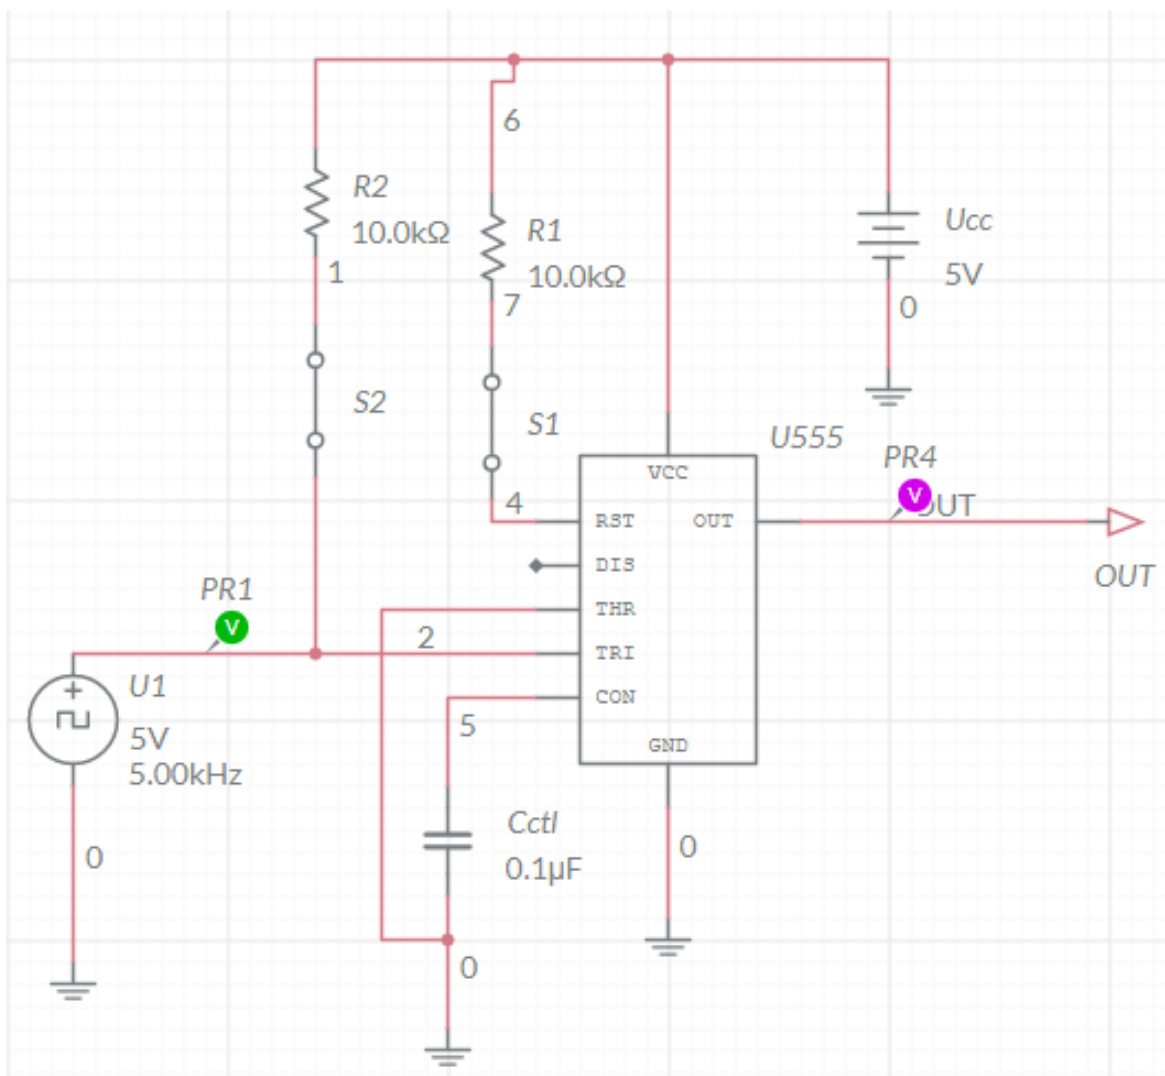 6
R2
10.0kΩ
R1
10.0kΩ
Ucc
5V
1
7
0
S2
S1
U555
PR4
V
OUT
VCC
4
RST
OUT
DIS
OUT
PR1
V
THR
2
TRI
U1
CON
5V
5
GND
5.00kHz
Cctl
0.1µF
0
0
0